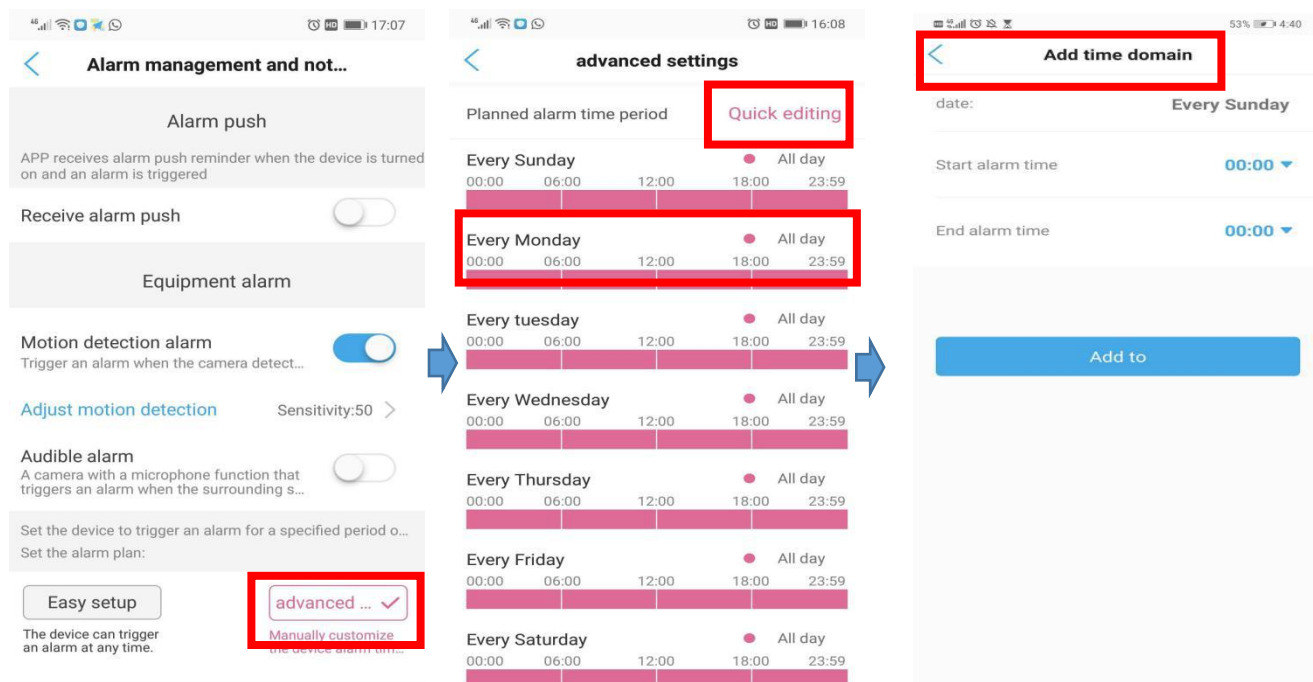 46 17:07
Alarm management and not...
Alarm push
APP receives alarm push reminder when the device is turned
on and an alarm is triggered
Receive alarm push
Equipment alarm
Motion detection alarm
Trigger an alarm when the camera detect...
Adjust motion detection Sensitivity:50
Audible alarm
A camera with a microphone function that
triggers an alarm when the surrounding s...
Set the device to trigger an alarm for a specified period o...
Set the alarm plan:
Easy setup advanced ...
The device can trigger
an alarm at any time.
Manually customize
the device alarm tim...
46 HD 16:08
advanced settings
Planned alarm time period Quick editing
Every Sunday All day
00:00 06:00 12:00 18:00 23:59
Every Monday All day
00:00 06:00 12:00 18:00 23:59
Every tuesday All day
00:00 06:00 12:00 18:00 23:59
Every Wednesday All day
00:00 06:00 12:00 18:00 23:59
Every Thursday All day
00:00 06:00 12:00 18:00 23:59
Every Friday All day
00:00 06:00 12:00 18:00 23:59
Every Saturday All day
00:00 06:00 12:00 18:00 23:59
53% 4:40
Add time domain
date: Every Sunday
Start alarm time 00:00
End alarm time 00:00
Add to